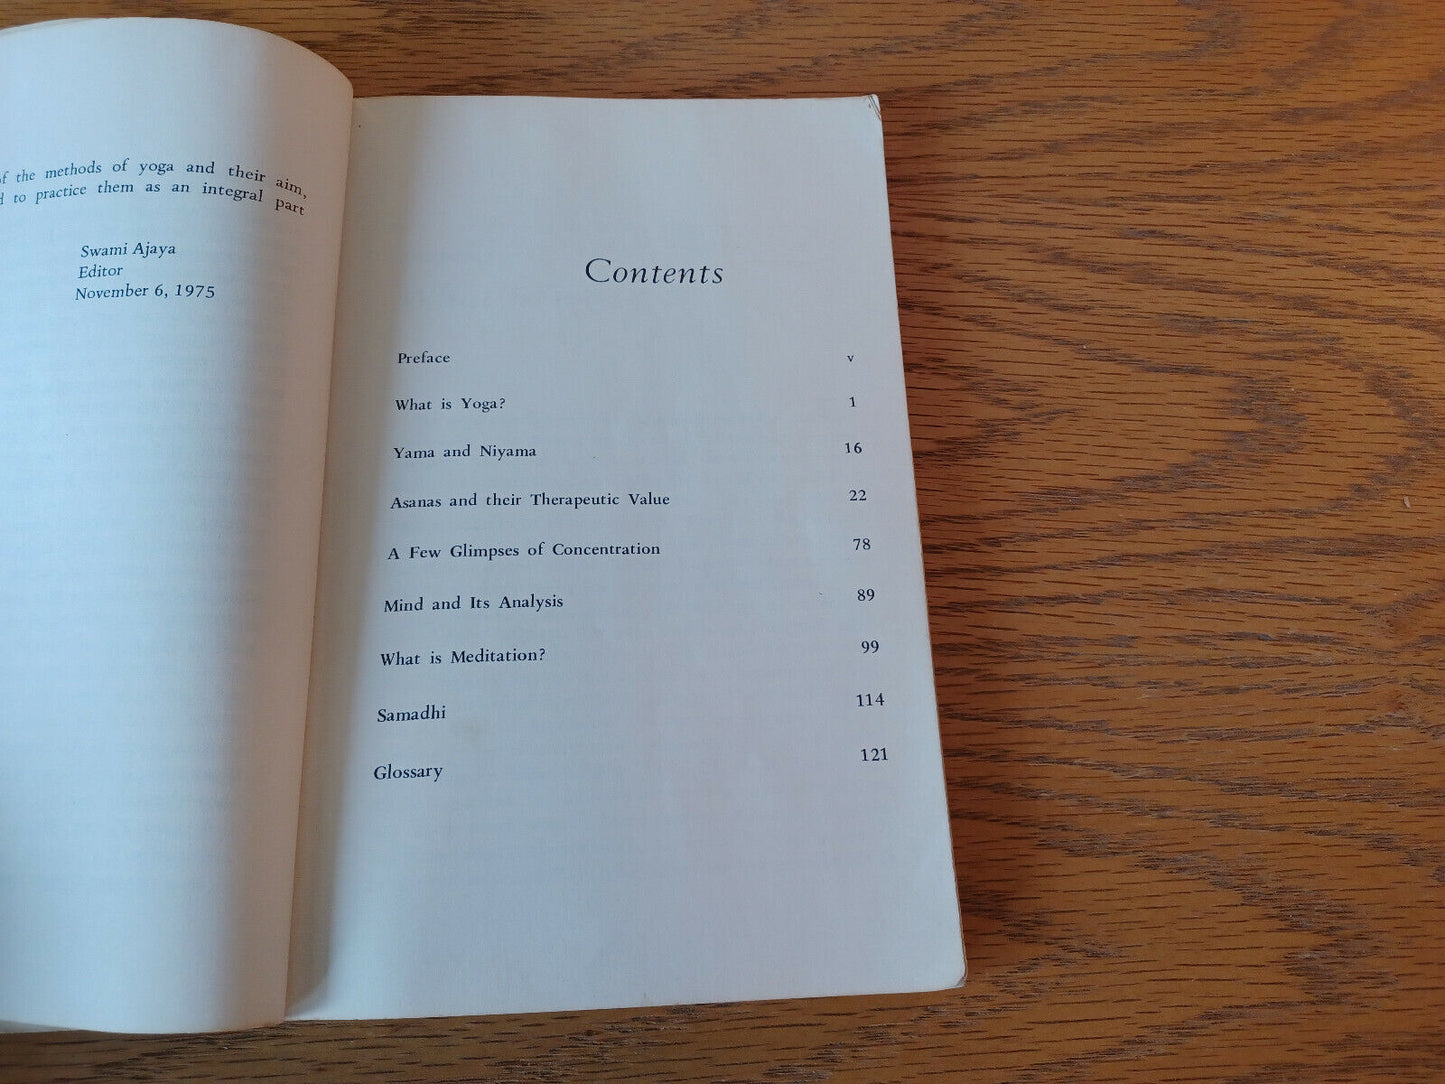 of the methods of yoga and their aim,
to practice them as an integral part
Swami Ajaya
Editor
November 6, 1975
Contents
Preface v
What is Yoga? 1
Yama and Niyama 16
Asanas and their Therapeutic Value 22
A Few Glimpses of Concentration 78
Mind and Its Analysis 89
What is Meditation? 99
Samadhi 114
Glossary 121